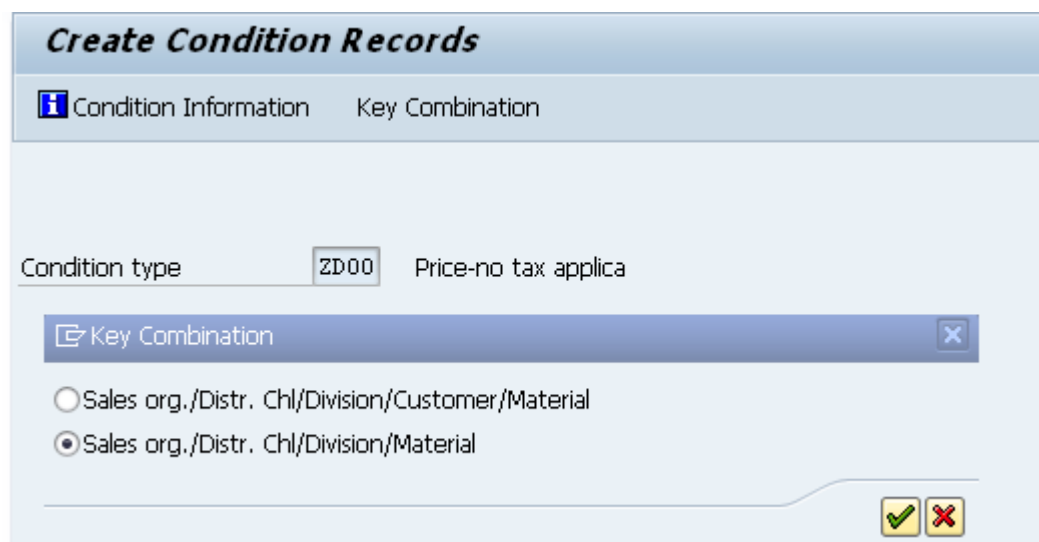 Create Condition Records
Condition Information Key Combination
Condition type ZD00 Price-no tax applica
Key Combination
Sales org./Distr. Chl/Division/Customer/Material
Sales org./Distr. Chl/Division/Material